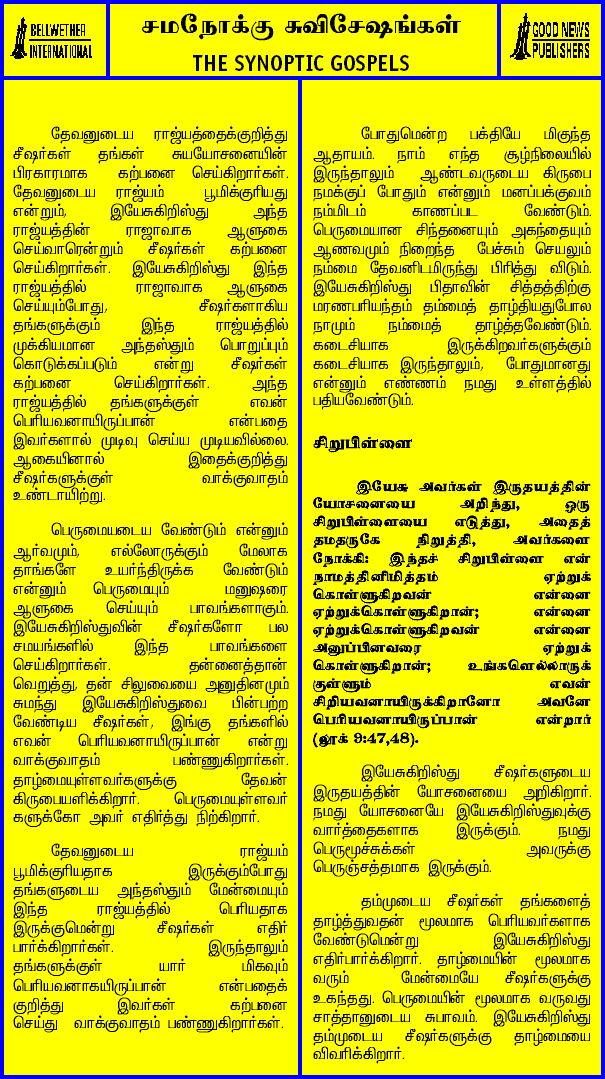 BELLWETHER
INTERNATIONAL
சமநோக்கு சுவிசேஷங்கள்
THE SYNOPTIC GOSPELS
GOOD NEWS
PUBLISHERS
தேவனுடைய ராஜ்யத்தைக்குறித்து
சீஷர்கள் தங்கள் சுயயோசனையின்
பிரகாரமாக கற்பனை செய்கிறார்கள்.
தேவனுடைய ராஜ்யம் பூமிக்குரியது
என்றும், இயேசுகிறிஸ்து அந்த
ராஜ்யத்தின் ராஜாவாக ஆளுகை
செய்வாரென்றும் சீஷர்கள் கற்பனை
செய்கிறார்கள். இயேசுகிறிஸ்து இந்த
ராஜ்யத்தில் ராஜாவாக ஆளுகை
செய்யும்போது, சீஷர்களாகிய
தங்களுக்கும் இந்த ராஜ்யத்தில்
முக்கியமான அந்தஸ்தும் பொறுப்பும்
கொடுக்கப்படும் என்று சீஷர்கள்
கற்பனை செய்கிறார்கள். அந்த
ராஜ்யத்தில் தங்களுக்குள் எவன்
பெரியவனாயிருப்பான் என்பதை
இவர்களால் முடிவு செய்ய முடியவில்லை.
ஆகையினால் இதைக்குறித்து
சீஷர்களுக்குள் வாக்குவாதம்
உண்டாயிற்று.
பெருமையடைய வேண்டும் என்னும்
ஆர்வமும், எல்லோருக்கும் மேலாக
தாங்களே உயர்ந்திருக்க வேண்டும்
என்னும் பெருமையும் மனுஷரை
ஆளுகை செய்யும் பாவங்களாகும்.
இயேசுகிறிஸ்துவின் சீஷர்களோ பல
சமயங்களில் இந்த பாவங்களை
செய்கிறார்கள். தன்னைத்தான்
வெறுத்து, தன் சிலுவையை அனுதினமும்
சுமந்து இயேசுகிறிஸ்துவை பின்பற்ற
வேண்டிய சீஷர்கள், இங்கு தங்களில்
எவன் பெரியவனாயிருப்பான் என்று
வாக்குவாதம் பண்ணுகிறார்கள்.
தாழ்மையுள்ளவர்களுக்கு தேவன்
கிருபையளிக்கிறார். பெருமையுள்ளவர்
களுக்கோ அவர் எதிர்த்து நிற்கிறார்.
தேவனுடைய ராஜ்யம்
பூமிக்குரியதாக இருக்கும்போது
தங்களுடைய அந்தஸ்தும் மேன்மையும்
இந்த ராஜ்யத்தில் பெரியதாக
இருக்குமென்று சீஷர்கள் எதிர்
பார்க்கிறார்கள். இருந்தாலும்
தங்களுக்குள் யார் மிகவும்
பெரியவனாகயிருப்பான் என்பதைக்
குறித்து இவர்கள் கற்பனை
செய்து வாக்குவாதம் பண்ணுகிறார்கள்.
போதுமென்ற பக்தியே மிகுந்த
ஆதாயம். நாம் எந்த சூழ்நிலையில்
இருந்தாலும் ஆண்டவருடைய கிருபை
நமக்குப் போதும் என்னும் மனப்பக்குவம்
நம்மிடம் காணப்பட வேண்டும்.
பெருமையான சிந்தனையும் அகந்தையும்
ஆணவமும் நிறைந்த பேச்சும் செயலும்
நம்மை தேவனிடமிருந்து பிரித்து விடும்.
இயேசுகிறிஸ்து பிதாவின் சித்தத்திற்கு
மரணபரியந்தம் தம்மைத் தாழ்தியதுபோல
நாமும் நம்மைத் தாழ்த்தவேண்டும்.
கடைசியாக இருக்கிறவர்களுக்கும்
கடைசியாக இருந்தாலும், போதுமானது
என்னும் எண்ணம் நமது உள்ளத்தில்
பதியவேண்டும்.
சிறுபிள்ளை
இயேசு அவர்கள் இருதயத்தின்
யோசனையை அறிந்து, ஒரு
சிறுபிள்ளையை எடுத்து, அதைத்
தமதருகே நிறுத்தி, அவர்களை
நோக்கி: இந்தச் சிறுபிள்ளை என்
நாமத்தினிமித்தம் ஏற்றுக்
கொள்ளுகிறவன் என்னை
ஏற்றுக்கொள்ளுகிறான்; என்னை
ஏற்றுக்கொள்ளுகிறவன் என்னை
அனுப்பினவரை ஏற்றுக்
கொள்ளுகிறான்; உங்களெல்லாருக்
குள்ளும் எவன்
சிறியவனாயிருக்கிறானோ அவனே
பெரியவனாயிருப்பான் என்றார்
(லூக் 9:47,48).
இயேசுகிறிஸ்து சீஷர்களுடைய
இருதயத்தின் யோசனையை அறிகிறார்.
நமது யோசனையே இயேசுகிறிஸ்துவுக்கு
வார்த்தைகளாக இருக்கும். நமது
பெருமூச்சுக்கள் அவருக்கு
பெருஞ்சத்தமாக இருக்கும்.
தம்முடைய சீஷர்கள் தங்களைத்
தாழ்த்துவதன் மூலமாக பெரியவர்களாக
வேண்டுமென்று இயேசுகிறிஸ்து
எதிர்பார்க்கிறார். தாழ்மையின் மூலமாக
வரும் மேன்மையே சீஷர்களுக்கு
உகந்தது. பெருமையின் மூலமாக வருவது
சாத்தானுடைய சுபாவம். இயேசுகிறிஸ்து
தம்முடைய சீஷர்களுக்கு தாழ்மையை
விவரிக்கிறார்.